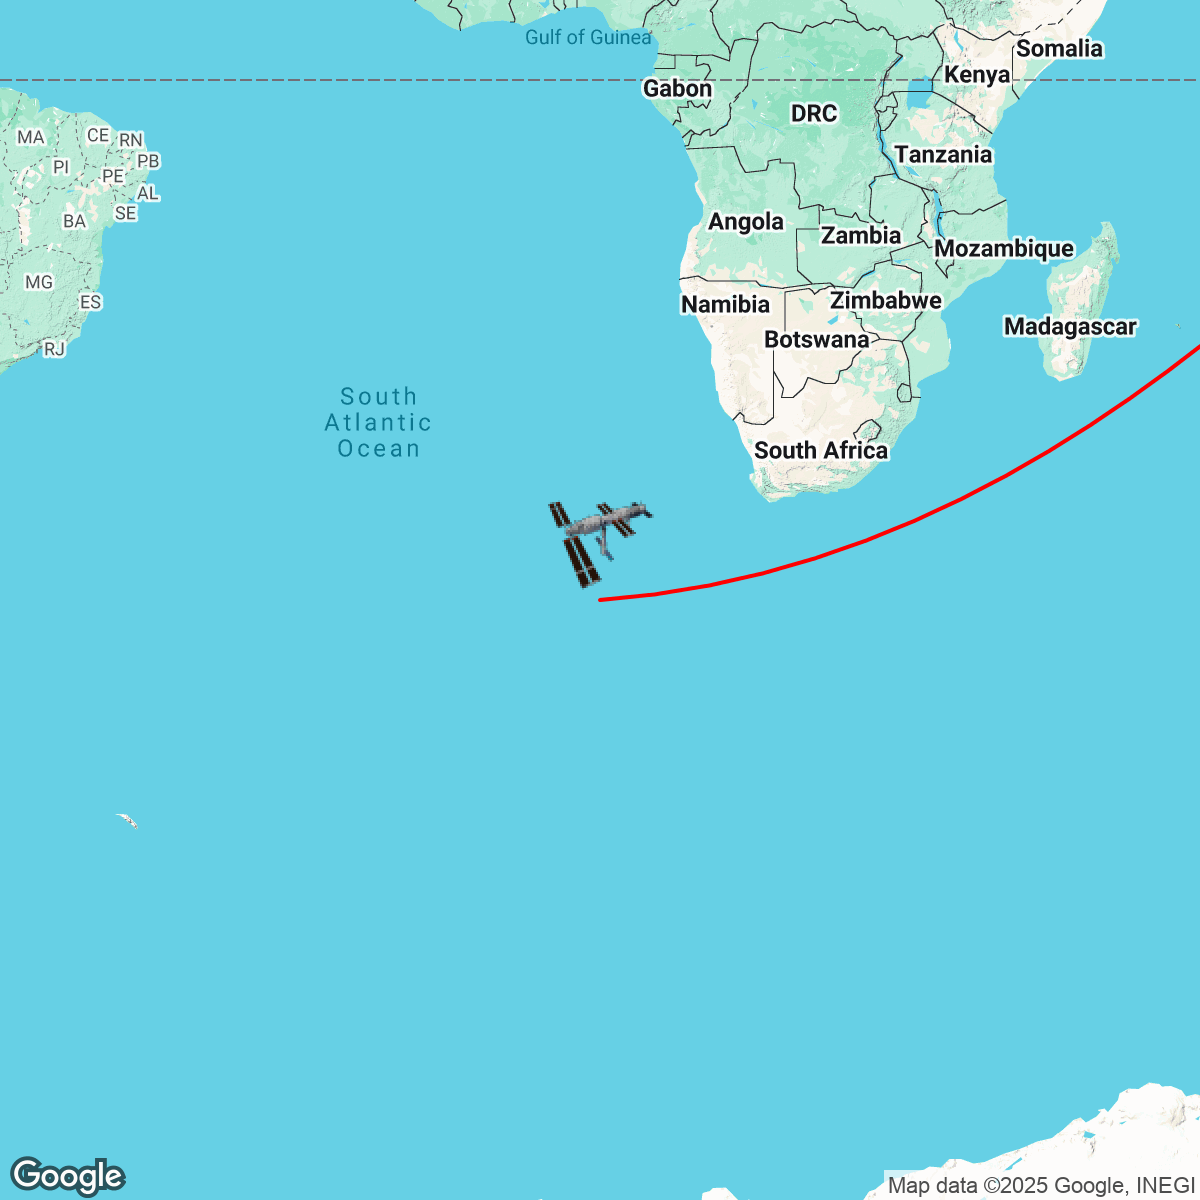 Gulf of Guinea
Somalia
Kenya
Gabon
DRC
MA
CE
RN
PB
PI
PE
AL
SE
BA
Tanzania
Angola
Zambia
Mozambique
MG
ES
RJ
Namibia
Zimbabwe
Botswana
Madagascar
South
Atlantic
Ocean
South Africa
Google
Map data ©2025 Google, INEGI